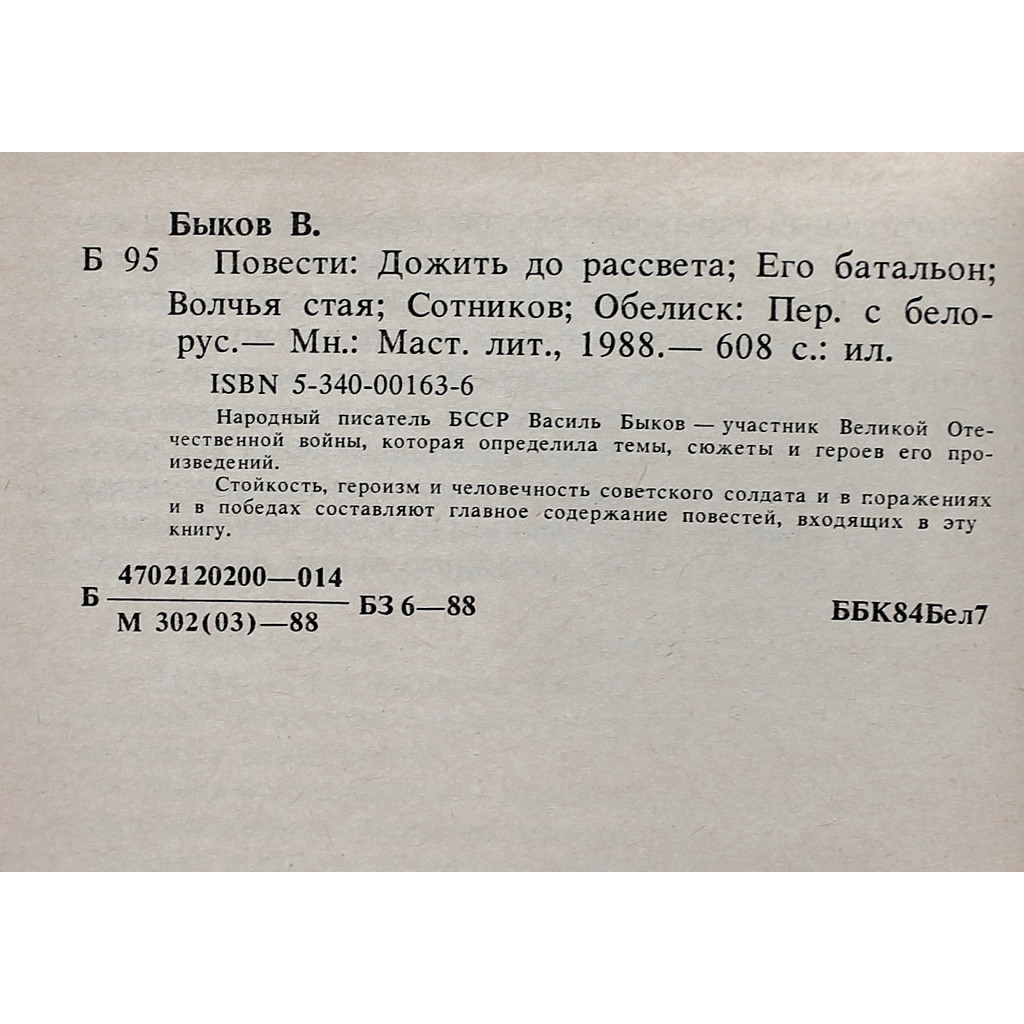 Быков В.
Б 95 Повести: Дожить до рассвета; Его батальон;
Волчья стая; Сотников; Обелиск: Пер. с бело-
рус.— Мн.: Маст. лит., 1988.— 608 с.: ил.
ISBN 5-340-00163-6
Народный писатель БССР Василь Быков — участник Великой Оте-
чественной войны, которая определила темы, сюжеты и героев его про-
изведений.
Стойкость, героизм и человечность советского солдата и в поражениях
и в победах составляют главное содержание повестей, входящих в эту
книгу.
4702120200—014
Б БЗ 6—88 ББК84Бел7
М 302(03)—88